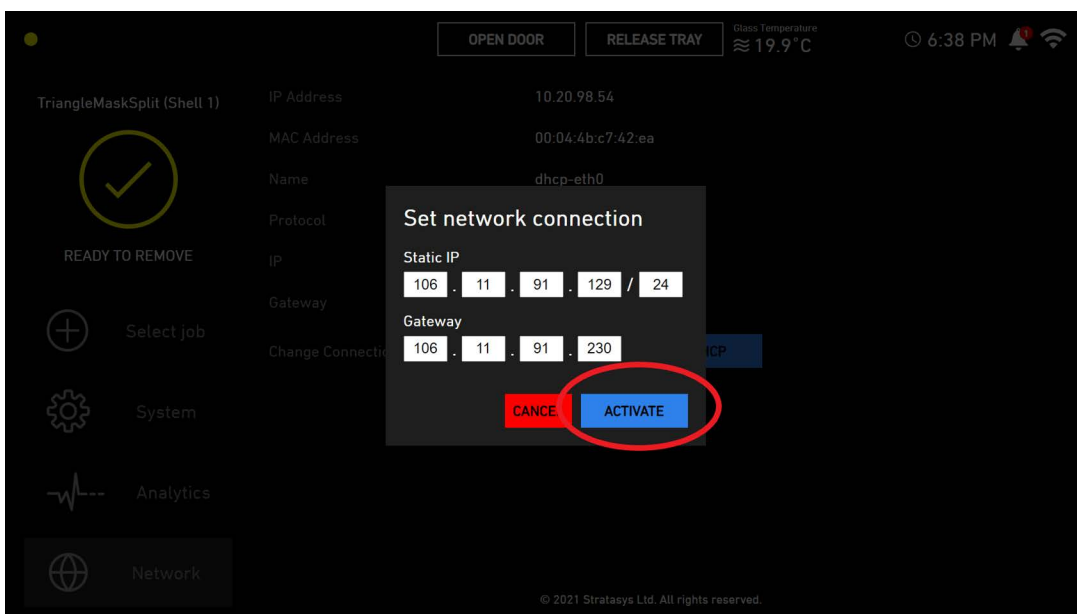 OPEN DOOR RELEASE TRAY Glass Temperature 19.9°C 6:38 PM 1
TriangleMaskSplit (Shell 1)
IP Address 10.20.98.54
MAC Address 00:04:4b:c7:42:ea
Name dhcp-eth0
Protocol
READY TO REMOVE
IP
Gateway
Set network connection
Static IP
106 . 11 . 91 . 129 / 24
Gateway
106 . 11 . 91 . 230
CANCE ACTIVATE
Select job
Change Connectio CP
System
Analytics
Network
© 2021 Stratasys Ltd. All rights reserved.